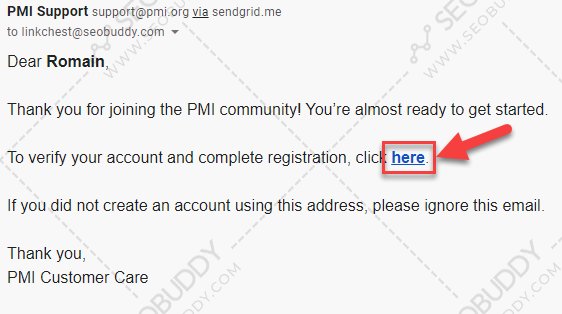 PMI Support support@pmi.org via sendgrid.me
to linkchest@seobuddy.com
Dear Romain,
Thank you for joining the PMI community! You’re almost ready to get started.
To verify your account and complete registration, click here.
If you did not create an account using this address, please ignore this email.
Thank you,
PMI Customer Care
SEOBUDDY
WWW.SEOBUDDY.COM